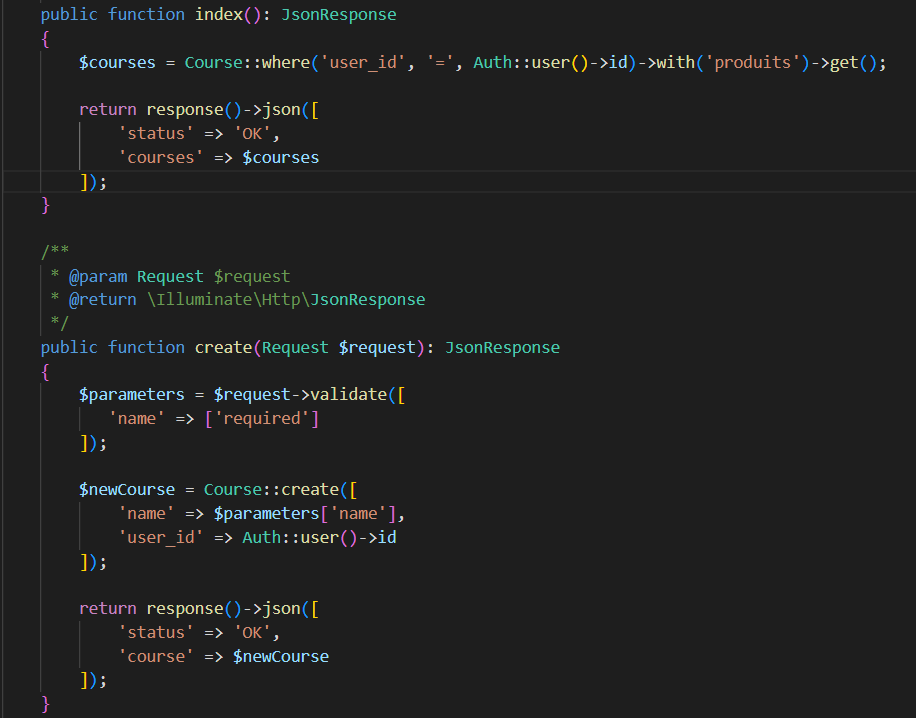 public function index(): JsonResponse
{
$courses = Course::where('user_id', '=', Auth::user()->id)->with('produits')->get();
return response()->json([
'status' => 'OK',
'courses' => $courses
]);
}
/**
* @param Request $request
* @return \Illuminate\Http\JsonResponse
*/
public function create(Request $request): JsonResponse
{
$parameters = $request->validate([
'name' => ['required']
]);
$newCourse = Course::create([
'name' => $parameters['name'],
'user_id' => Auth::user()->id
]);
return response()->json([
'status' => 'OK',
'course' => $newCourse
]);
}